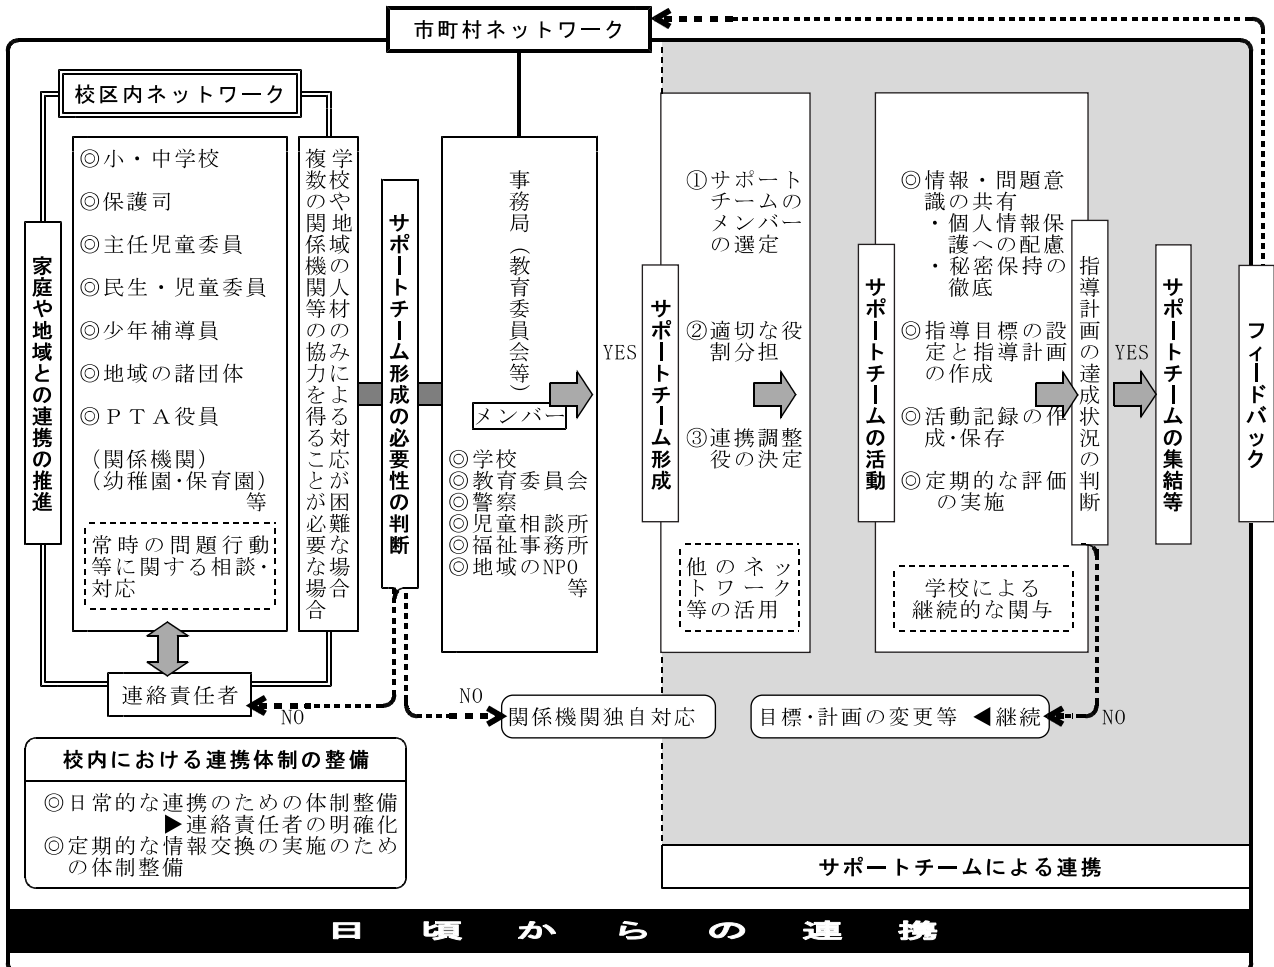 市町村ネットワーク
校区内ネットワーク
家庭や地域との連携の推進
◎小・中学校
◎保護司
◎主任児童委員
◎民生・児童委員
◎少年補導員
◎地域の諸団体
◎ＰＴＡ役員
（関係機関）
（幼稚園・保育園）
等
常時の問題行動
等に関する相談・
対応
学校や地域の人材のみによる対応が困難な場合
複数の関係機関等の協力を得ることが必要な場合
連絡責任者
サポートチーム形成の必要性の判断
NO
NO
関係機関独自対応
事務局（教育委員会等）
メンバー
◎学校
◎教育委員会
◎警察
◎児童相談所
◎福祉事務所
◎地域のNPO
等
YES
サポートチーム形成
①サポート
チームの
メンバー
の選定
②適切な役
割分担
③連携調整
役の決定
他のネッ
トワーク
等の活用
サポートチームの活動
◎情報・問題意
識の共有
・個人情報保
護への配慮
・秘密保持の
徹底
◎指導目標の設
定と指導計画
の作成
◎活動記録の作
成・保存
◎定期的な評価
の実施
学校による
継続的な関与
指導計画の達成状況の判断
YES
サポートチームの集結等
フィードバック
目標・計画の変更等 ◀継続
NO
校内における連携体制の整備
◎日常的な連携のための体制整備
▶連絡責任者の明確化
◎定期的な情報交換の実施のため
の体制整備
サポートチームによる連携
日頃からの連携